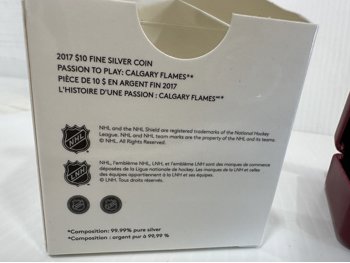 2017 $10 FINE SILVER COIN
PASSION TO PLAY: CALGARY FLAMES**
PIÈCE DE 10 $ EN ARGENT FIN 2017
L'HISTOIRE D'UNE PASSION : CALGARY FLAMESᴹᶜ*
NHL
NHL and the NHL Shield are registered trademarks of the National Hockey
League. NHL and NHL team marks are the property of the NHL and its teams.
© NHL. All Rights Reserved.
LNH
NHL, l'emblème NHL, LNH et l'emblème LNH sont des marques de commerce
déposées de la Ligue nationale de hockey. Les marques de la LNH et celles
des équipes appartiennent à la LNH et ses équipes.
© LNH. Tous droits réservés.
*Composition: 99.99% pure silver
*Composition : argent pur à 99,99 %